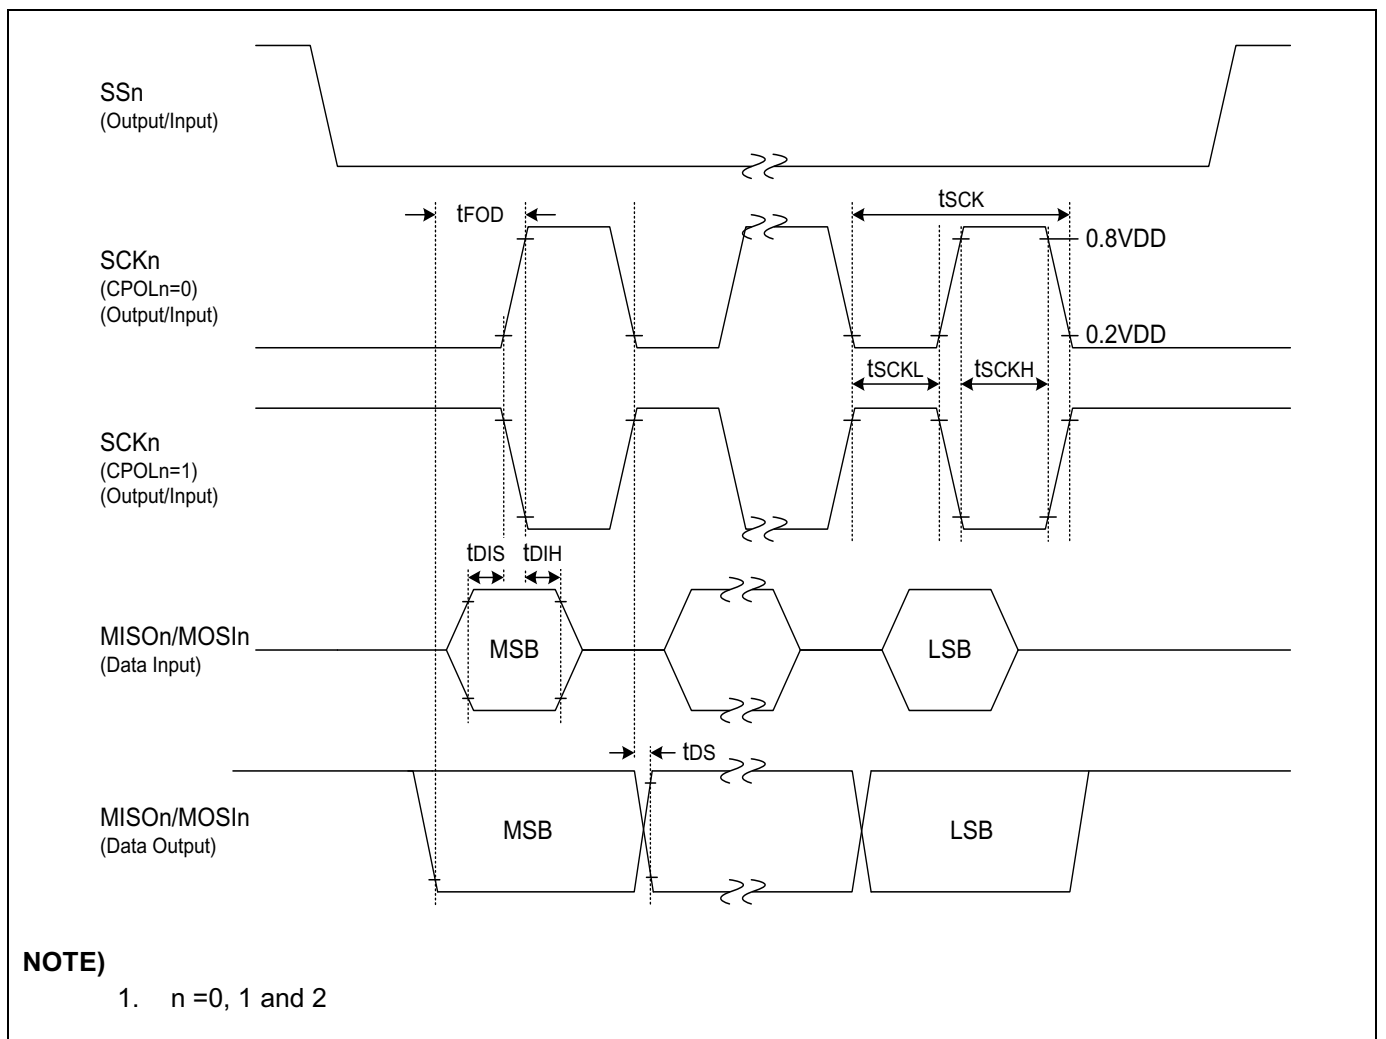 SSn
(Output/Input)
tFOD
tSCK
SCKn
(CPOLn=0)
(Output/Input)
0.8VDD
0.2VDD
tSCKL
tSCKH
SCKn
(CPOLn=1)
(Output/Input)
tDIS
tDIH
MISOn/MOSIn
(Data Input)
MSB
LSB
tDS
MISOn/MOSIn
(Data Output)
MSB
LSB
NOTE)
1. n =0, 1 and 2